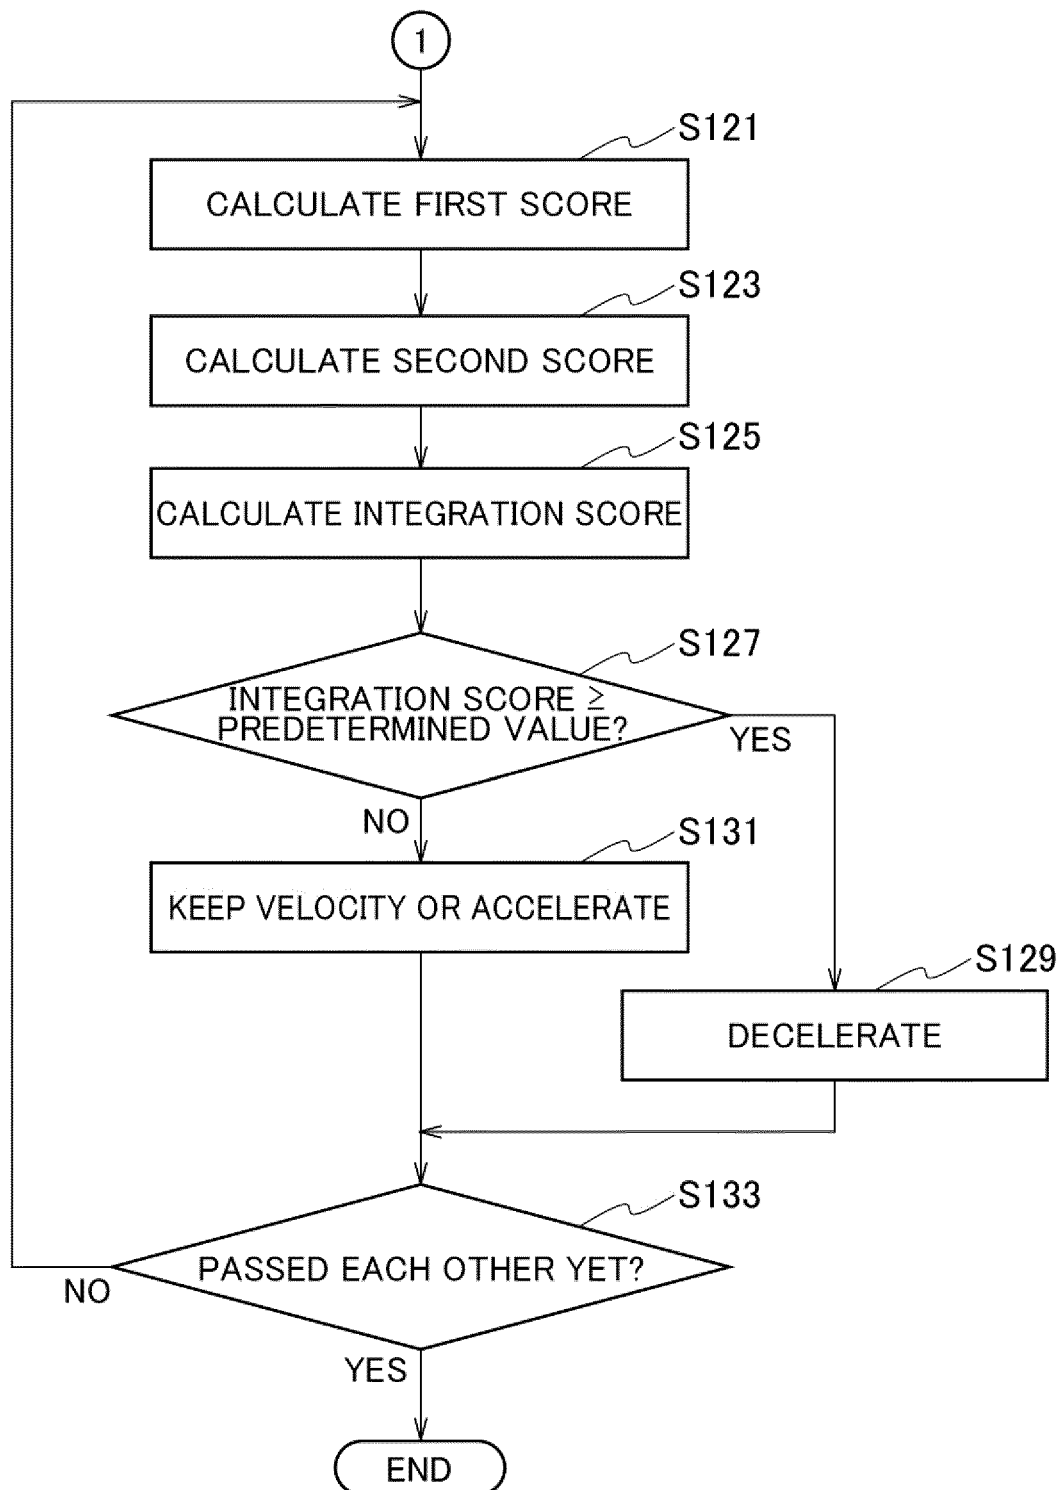 1
S121
CALCULATE FIRST SCORE
S123
CALCULATE SECOND SCORE
S125
CALCULATE INTEGRATION SCORE
S127
INTEGRATION SCORE ≥
PREDETERMINED VALUE?
YES
NO
S131
KEEP VELOCITY OR ACCELERATE
S129
DECELERATE
S133
PASSED EACH OTHER YET?
NO
YES
END